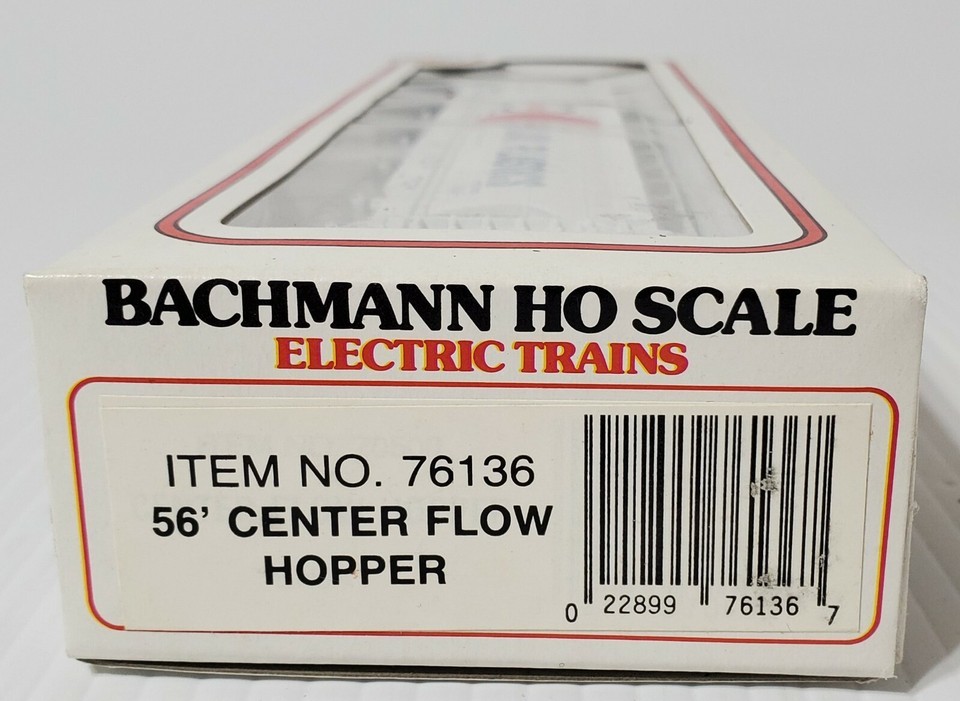 BACHMANN HO SCALE
ELECTRIC TRAINS
ITEM NO. 76136
56' CENTER FLOW
HOPPER
0 22899 76136 7